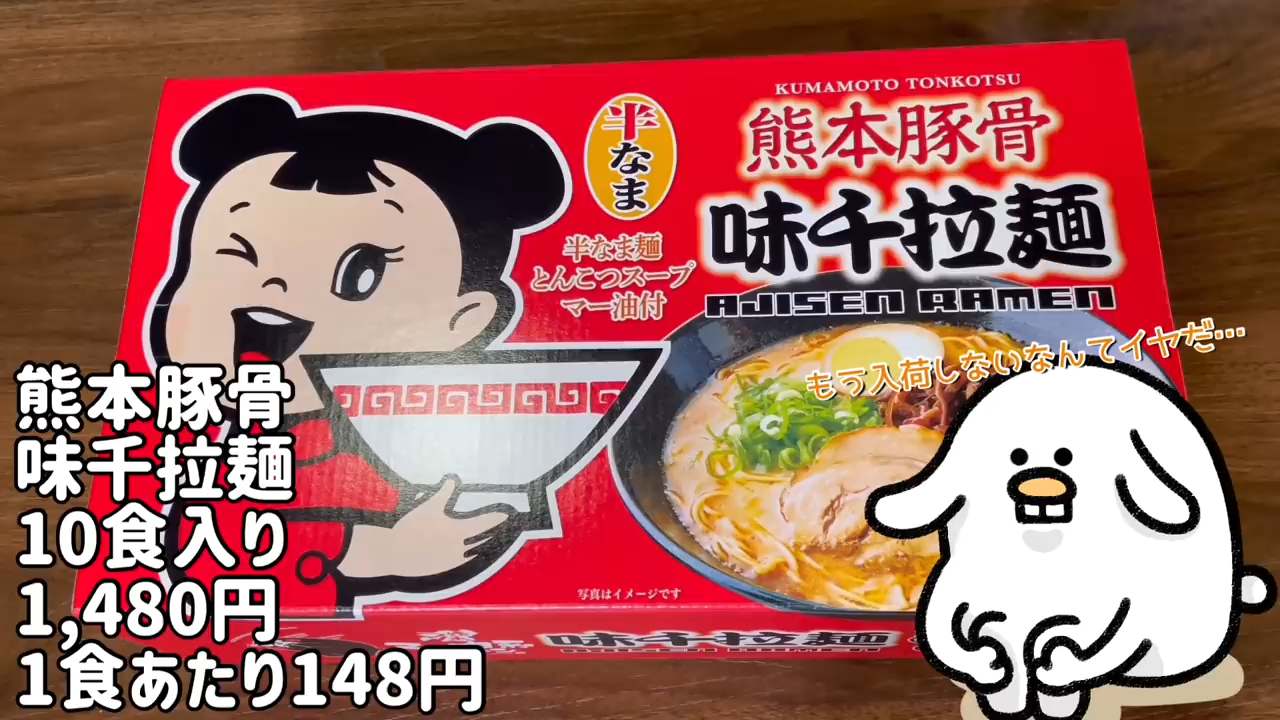 KUMAMOTO TONKOTSU
熊本豚骨
味千拉麺
AJISEN RAMEN
半なま
半なま麺
とんこつスープ
マー油付
もう入荷しないなんてイヤだ…
写真はイメージです
味千拉麺
熊本豚骨
味千拉麺
10食入り
1,480円
1食あたり148円